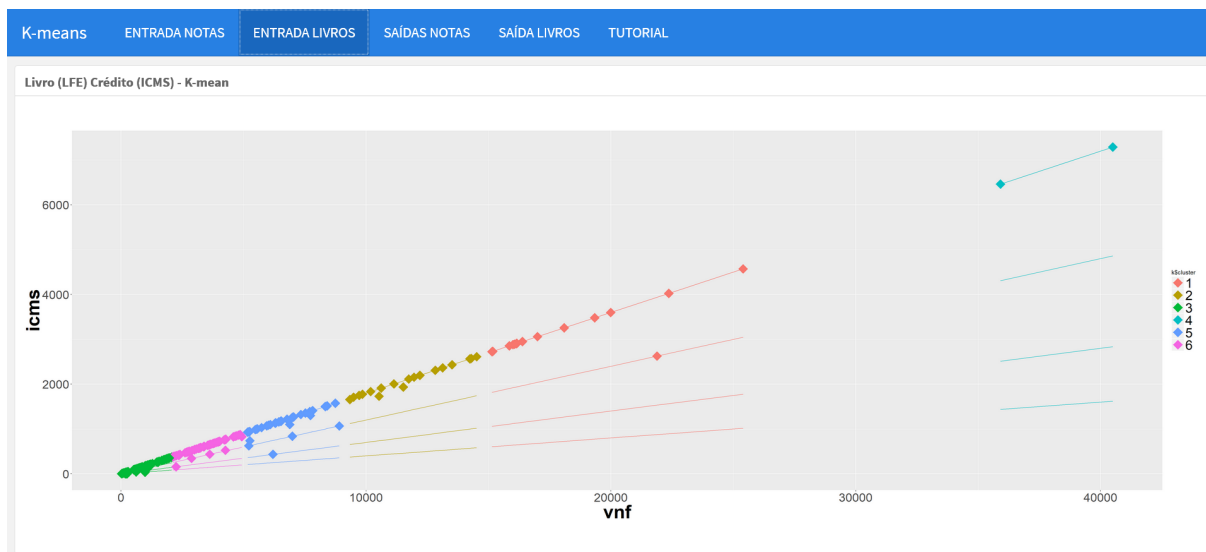 K-means ENTRADA NOTAS ENTRADA LIVROS SAÍDAS NOTAS SAÍDA LIVROS TUTORIAL
Livro (LFE) Crédito (ICMS) - K-mean
icms
6000
4000
2000
0
0 10000 20000 30000 40000
vnf
k$cluster
1
2
3
4
5
6